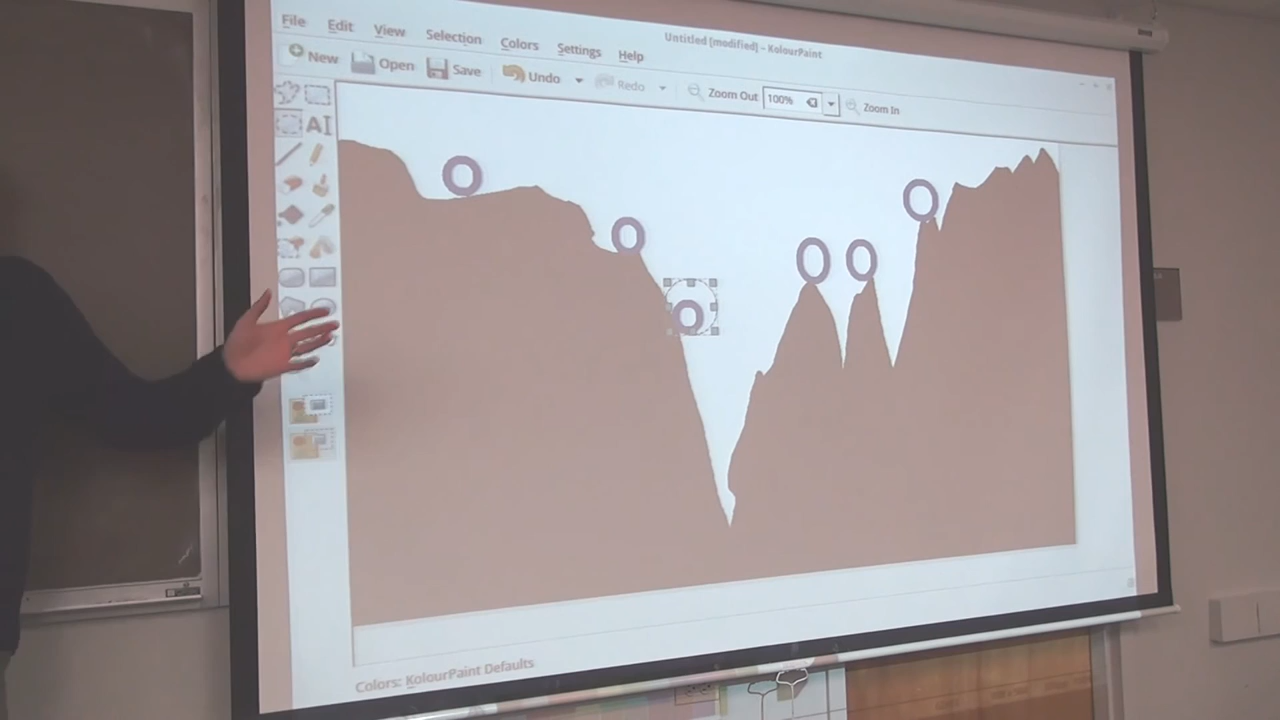 Untitled [modified] - KolourPaint
File Edit View Selection Colors Settings Help
New Open Save Undo Redo Zoom Out 100% Zoom In
AI
Colors: KolourPaint Defaults